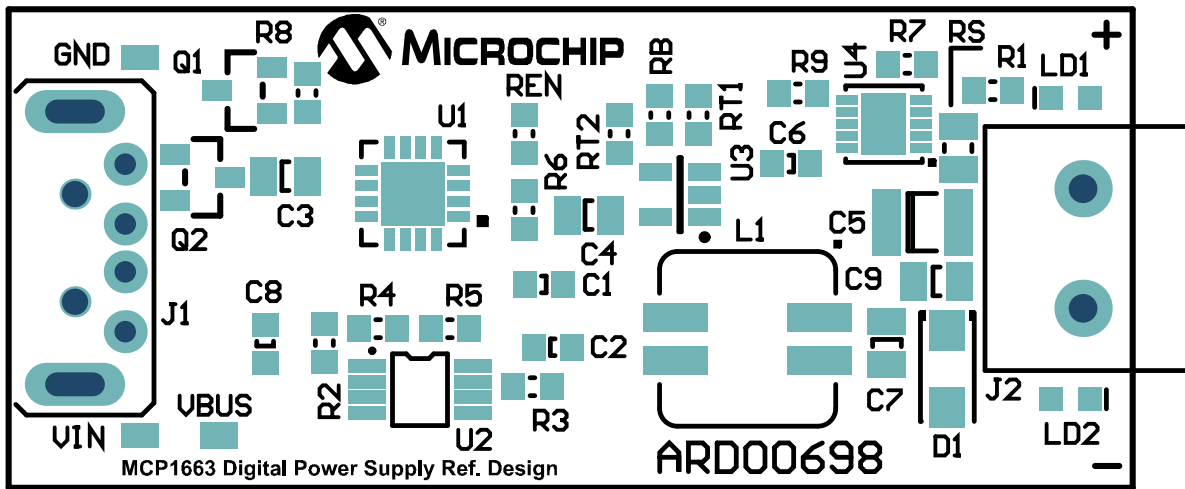 GND
Q1
R8
®
MICROCHIP
REN
RB
RT1
R9
U4
R7
RS
R1
LD1
+
U1
RT2
R6
C6
U3
Q2
C3
C4
L1
C5
C9
J1
C8
R4
R5
C1
C2
R2
R3
U2
C7
J2
D1
LD2
VBUS
VIN
MCP1663 Digital Power Supply Ref. Design
ARD00698
−